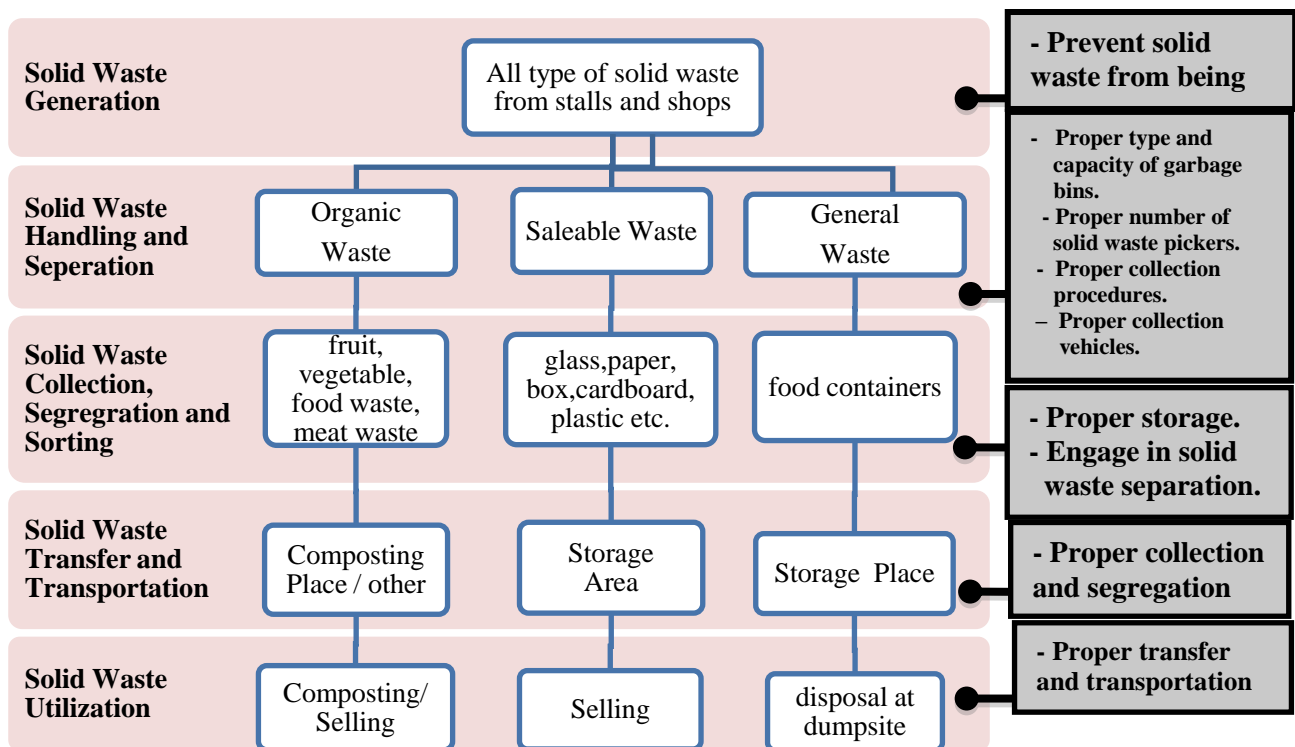 Solid Waste
Generation
All type of solid waste
from stalls and shops
- Prevent solid
waste from being
Solid Waste
Handling and
Seperation
Organic
Waste
Saleable Waste
General
Waste
- Proper type and
capacity of garbage
bins.
- Proper number of
solid waste pickers.
- Proper collection
procedures.
– Proper collection
vehicles.
Solid Waste
Collection,
Segregration and
Sorting
fruit,
vegetable,
food waste,
meat waste
glass,paper,
box,cardboard,
plastic etc.
food containers
- Proper storage.
- Engage in solid
waste separation.
Solid Waste
Transfer and
Transportation
Composting
Place / other
Storage
Area
Storage Place
- Proper collection
and segregation
Solid Waste
Utilization
Composting/
Selling
Selling
disposal at
dumpsite
- Proper transfer
and transportation